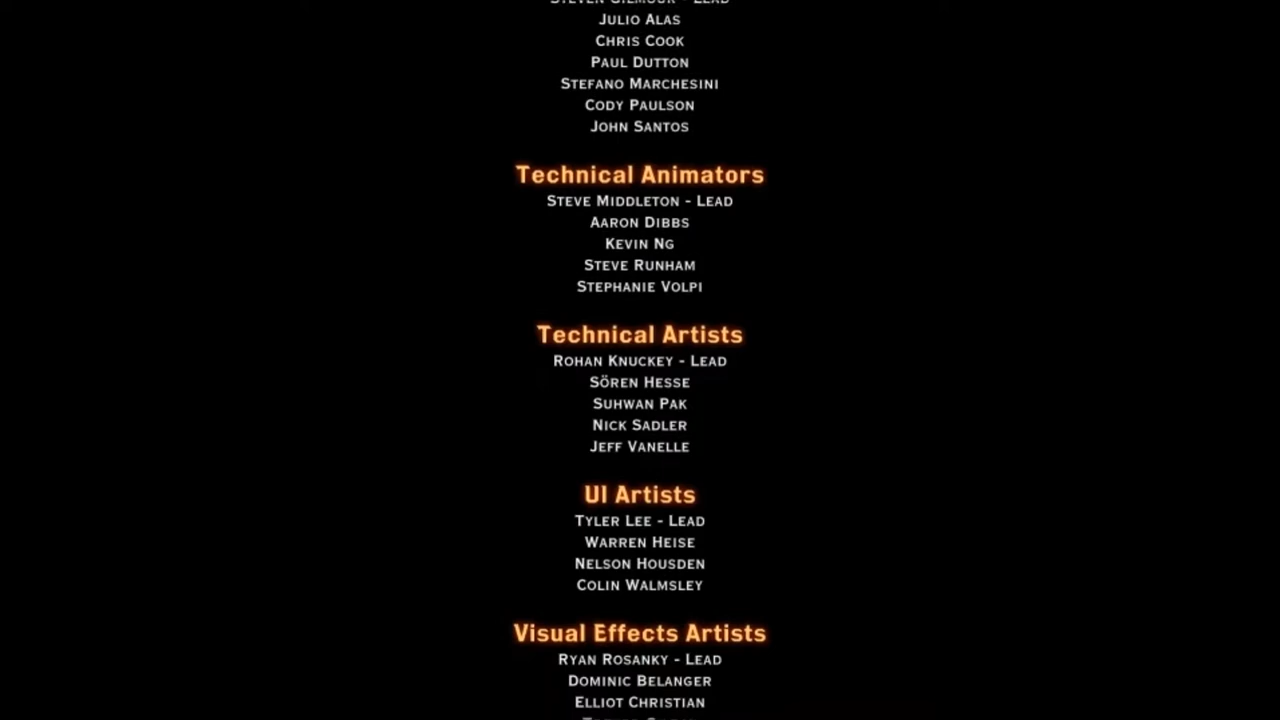 Steven Gilmour - Lead
Julio Alas
Chris Cook
Paul Dutton
Stefano Marchesini
Cody Paulson
John Santos
Technical Animators
Steve Middleton - Lead
Aaron Dibbs
Kevin Ng
Steve Runham
Stephanie Volpi
Technical Artists
Rohan Knuckey - Lead
Sören Hesse
Suhwan Pak
Nick Sadler
Jeff Vanelle
UI Artists
Tyler Lee - Lead
Warren Heise
Nelson Housden
Colin Walmsley
Visual Effects Artists
Ryan Rosanky - Lead
Dominic Belanger
Elliot Christian